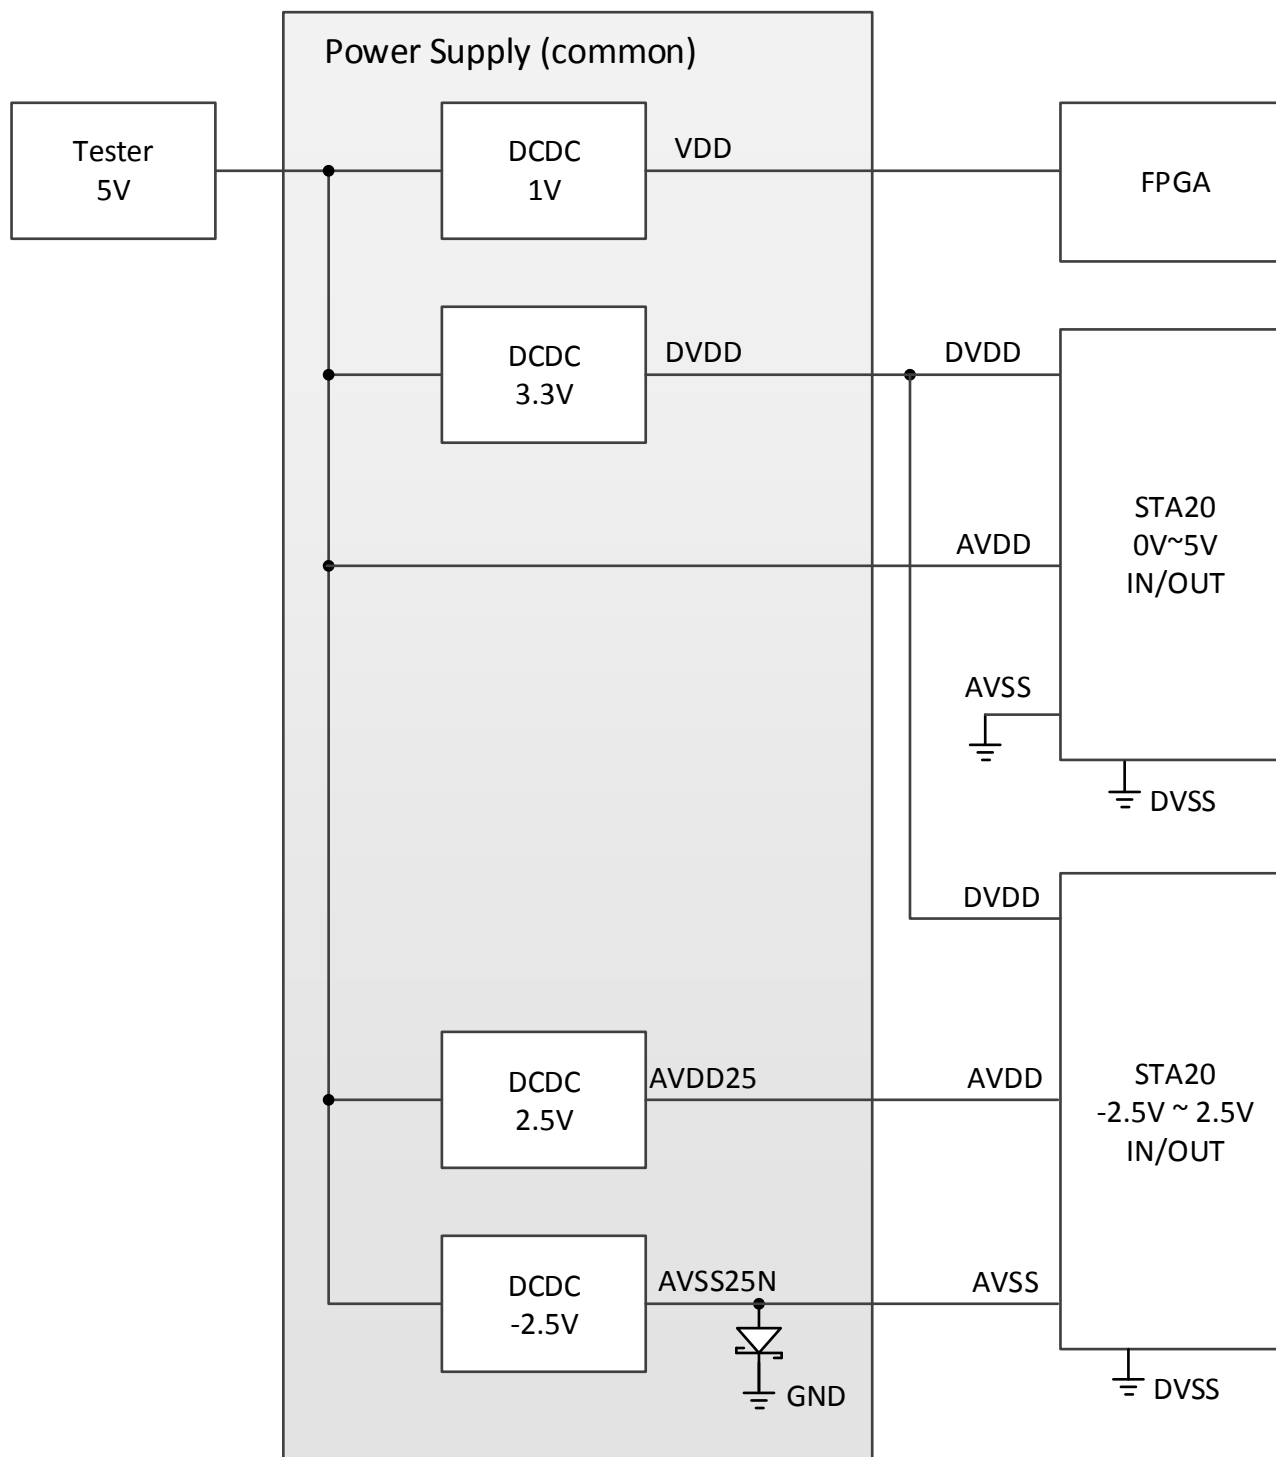 Power Supply (common)
Tester
5V
DCDC
1V
VDD
FPGA
DCDC
3.3V
DVDD
DVDD
STA20
0V~5V
IN/OUT
AVDD
AVSS
DVSS
DVDD
DCDC
2.5V
AVDD25
AVDD
STA20
-2.5V ~ 2.5V
IN/OUT
DCDC
-2.5V
AVSS25N
AVSS
GND
DVSS